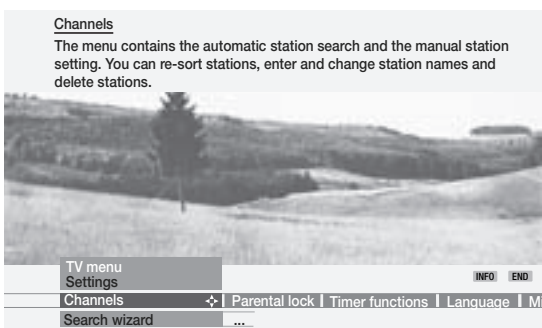 Channels
The menu contains the automatic station search and the manual station
setting. You can re-sort stations, enter and change station names and
delete stations.
TV menu
Settings
INFO END
Channels Parental lock Timer functions Language
Search wizard ...